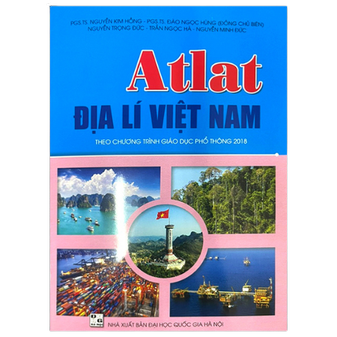 PGS.TS. NGUYỄN KIM HỒNG - PGS.TS. ĐÀO NGỌC HÙNG (ĐỒNG CHỦ BIÊN)
NGUYỄN TRỌNG ĐỨC - TRẦN NGỌC HÀ - NGUYỄN MINH ĐỨC
Atlat
ĐỊA LÍ VIỆT NAM
THEO CHƯƠNG TRÌNH GIÁO DỤC PHỔ THÔNG 2018
NHÀ XUẤT BẢN ĐẠI HỌC QUỐC GIA HÀ NỘI